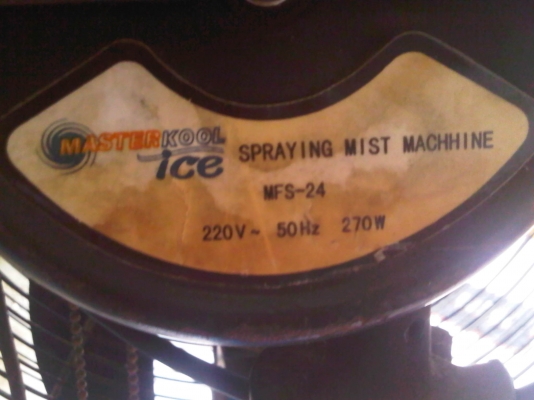 MASTERKOOL
ice
SPRAYING MIST MACHHINE
MFS-24
220V~ 50Hz 270W